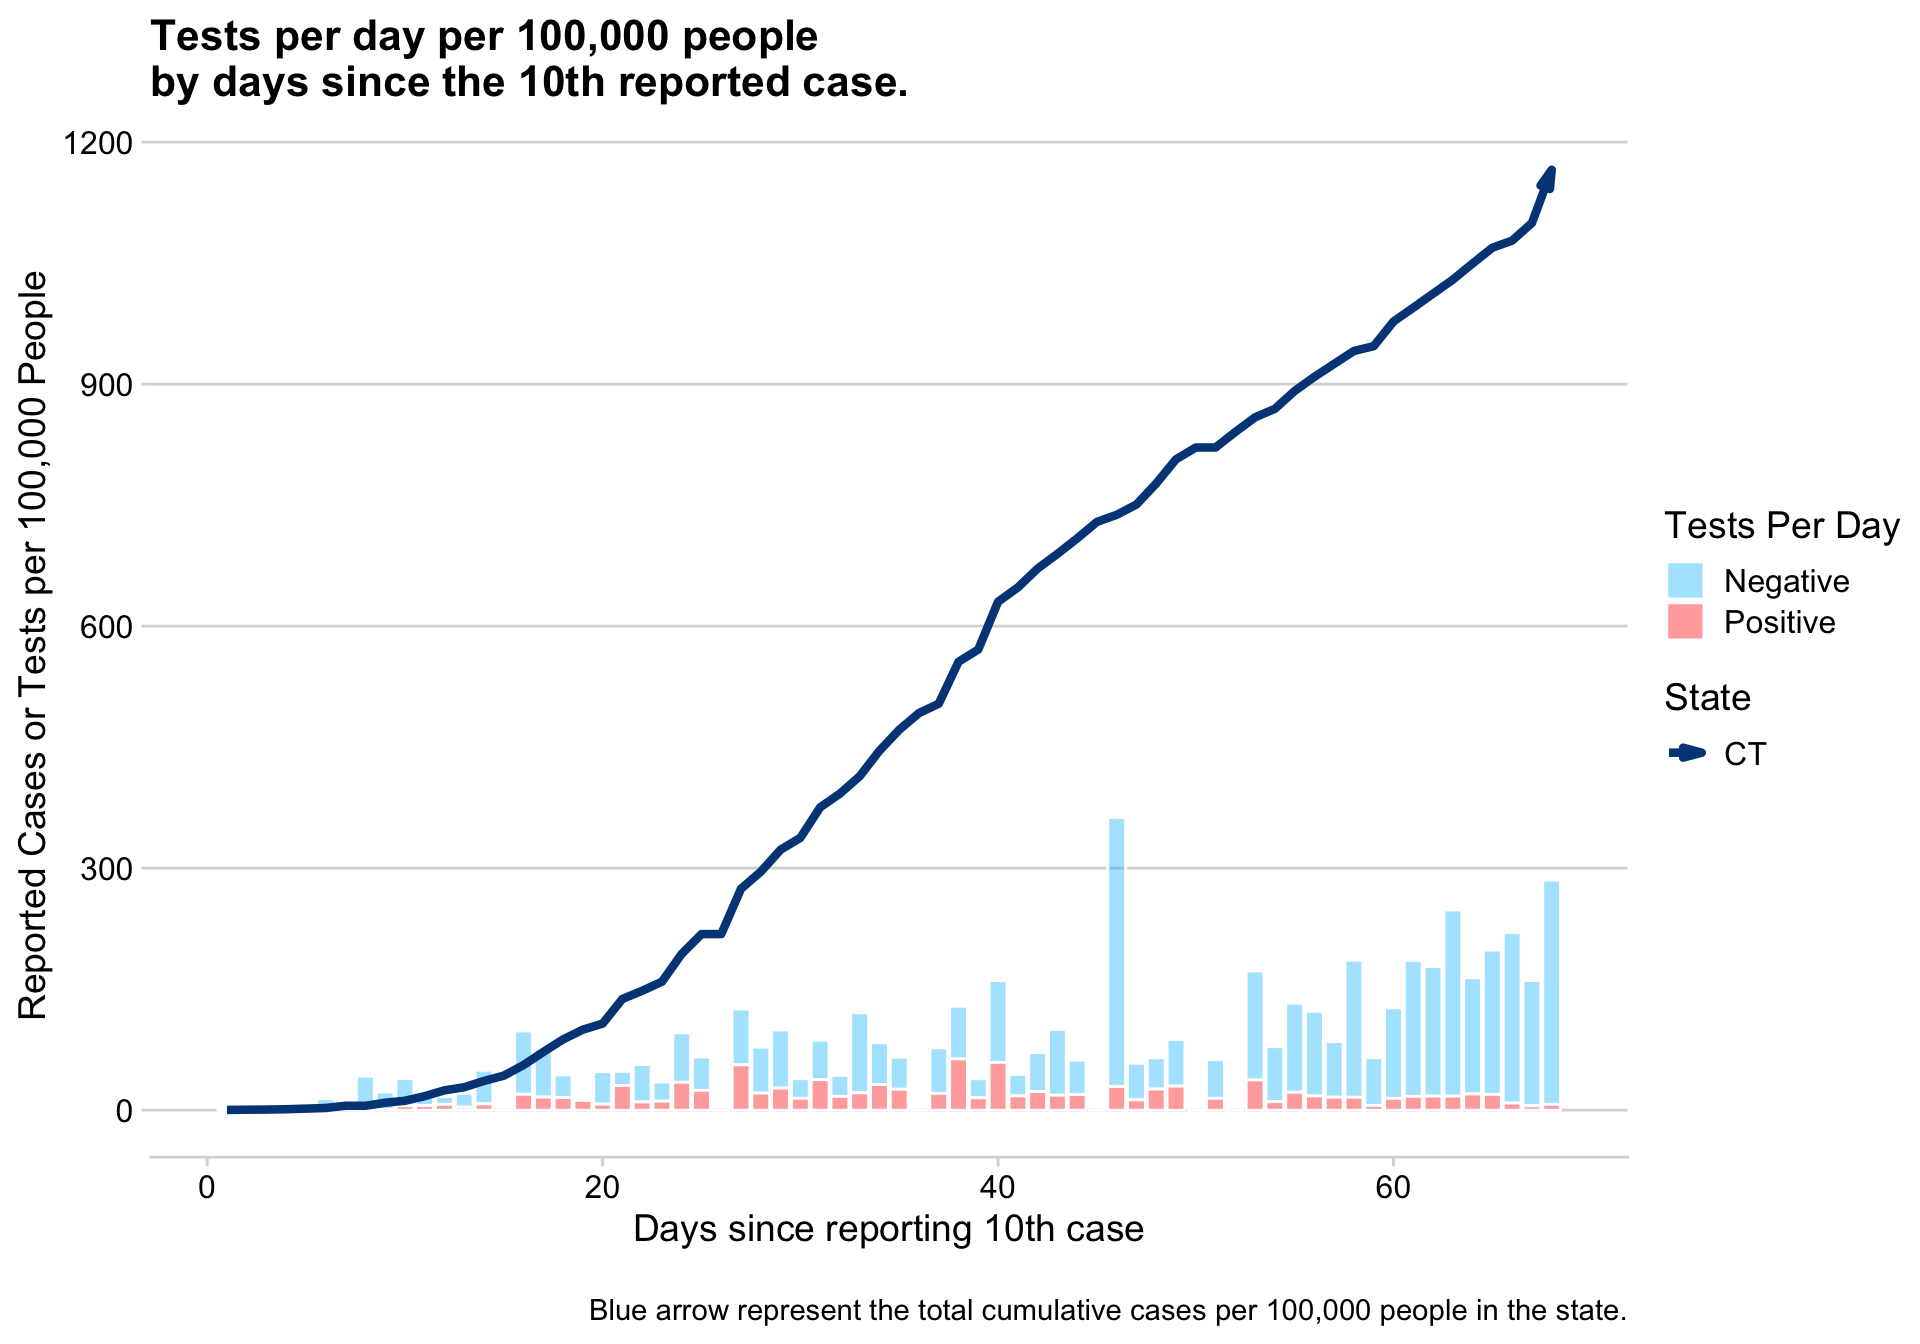 Tests per day per 100,000 people
by days since the 10th reported case.
Reported Cases or Tests per 100,000 People
1200
900
600
300
0
0
20
40
60
Days since reporting 10th case
Tests Per Day
Negative
Positive
State
CT
Blue arrow represent the total cumulative cases per 100,000 people in the state.